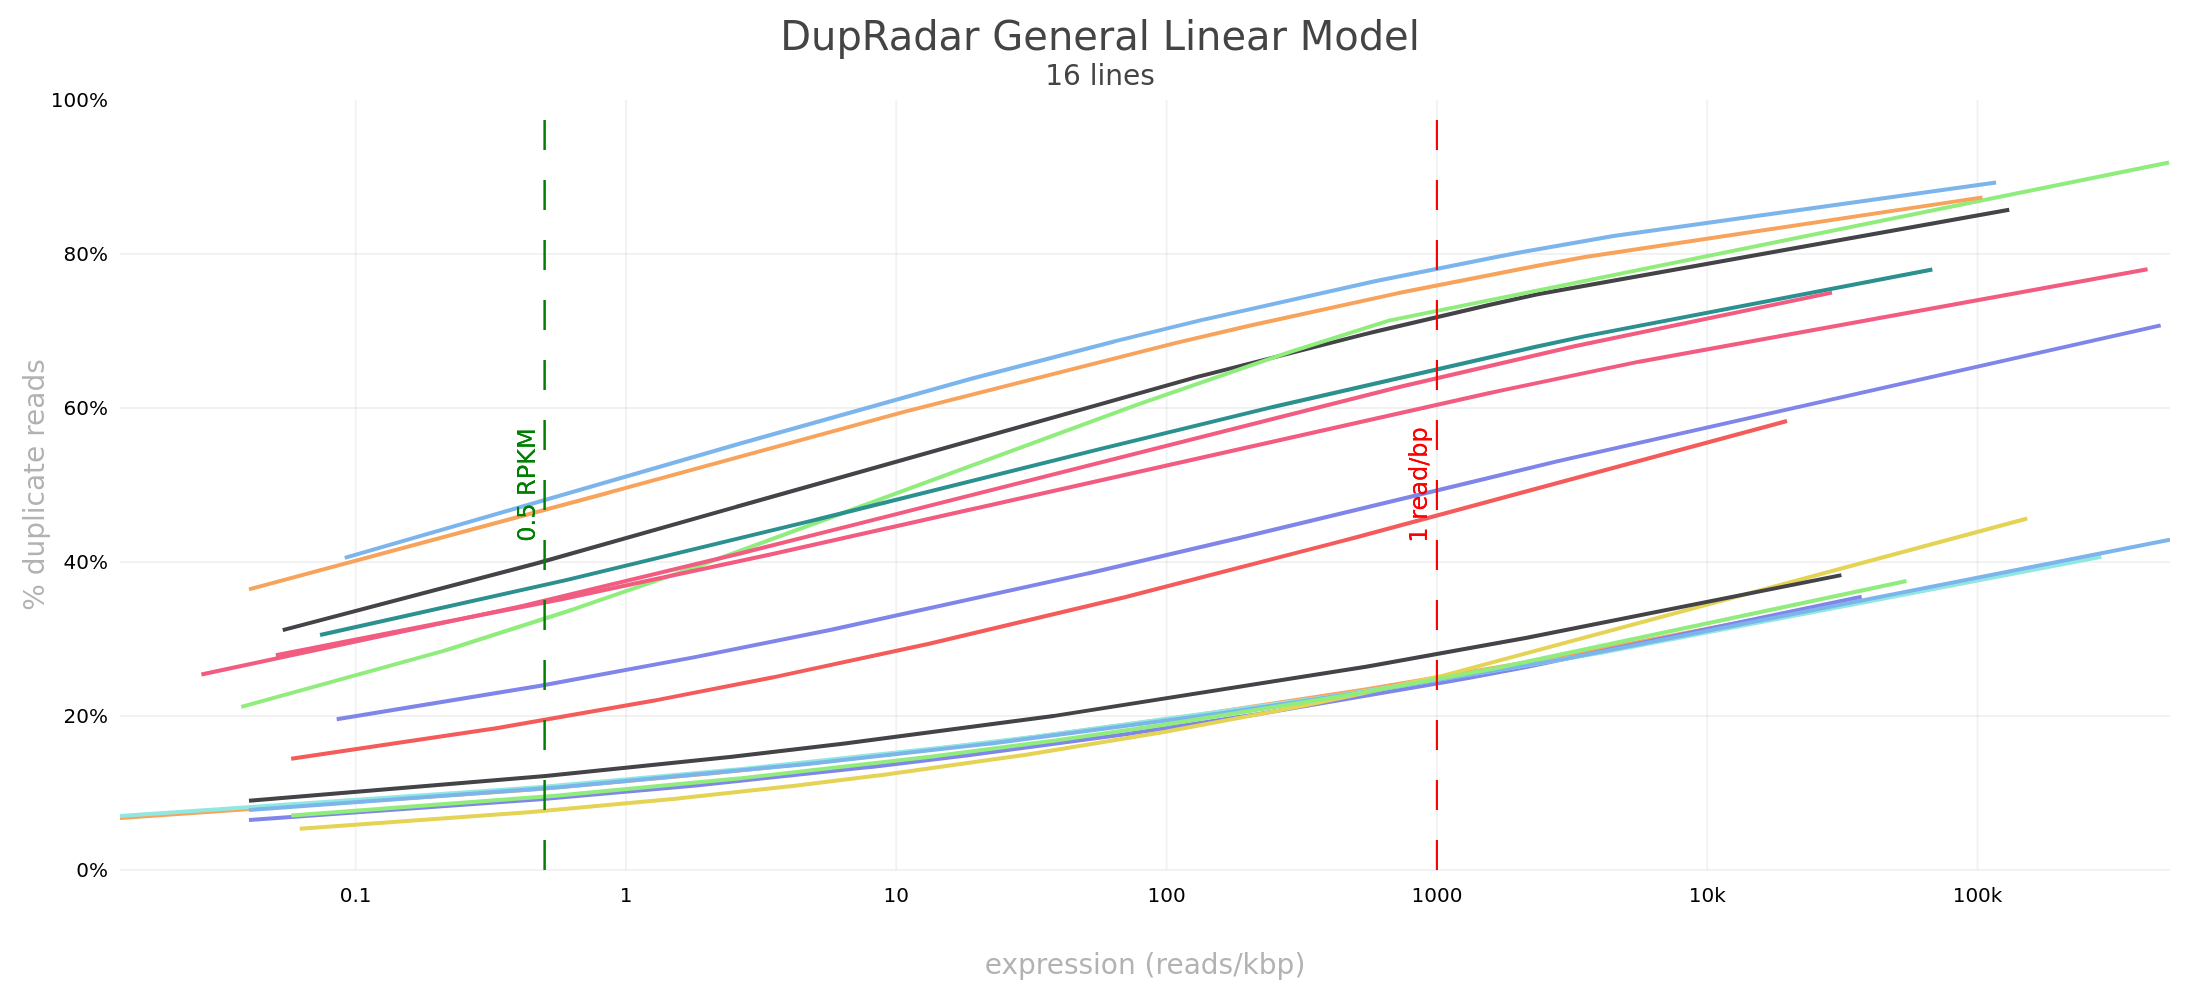 DupRadar General Linear Model
16 lines
% duplicate reads
100%
80%
60%
40%
20%
0%
0.5 RPKM
1 read/bp
0.1
1
10
100
1000
10k
100k
expression (reads/kbp)